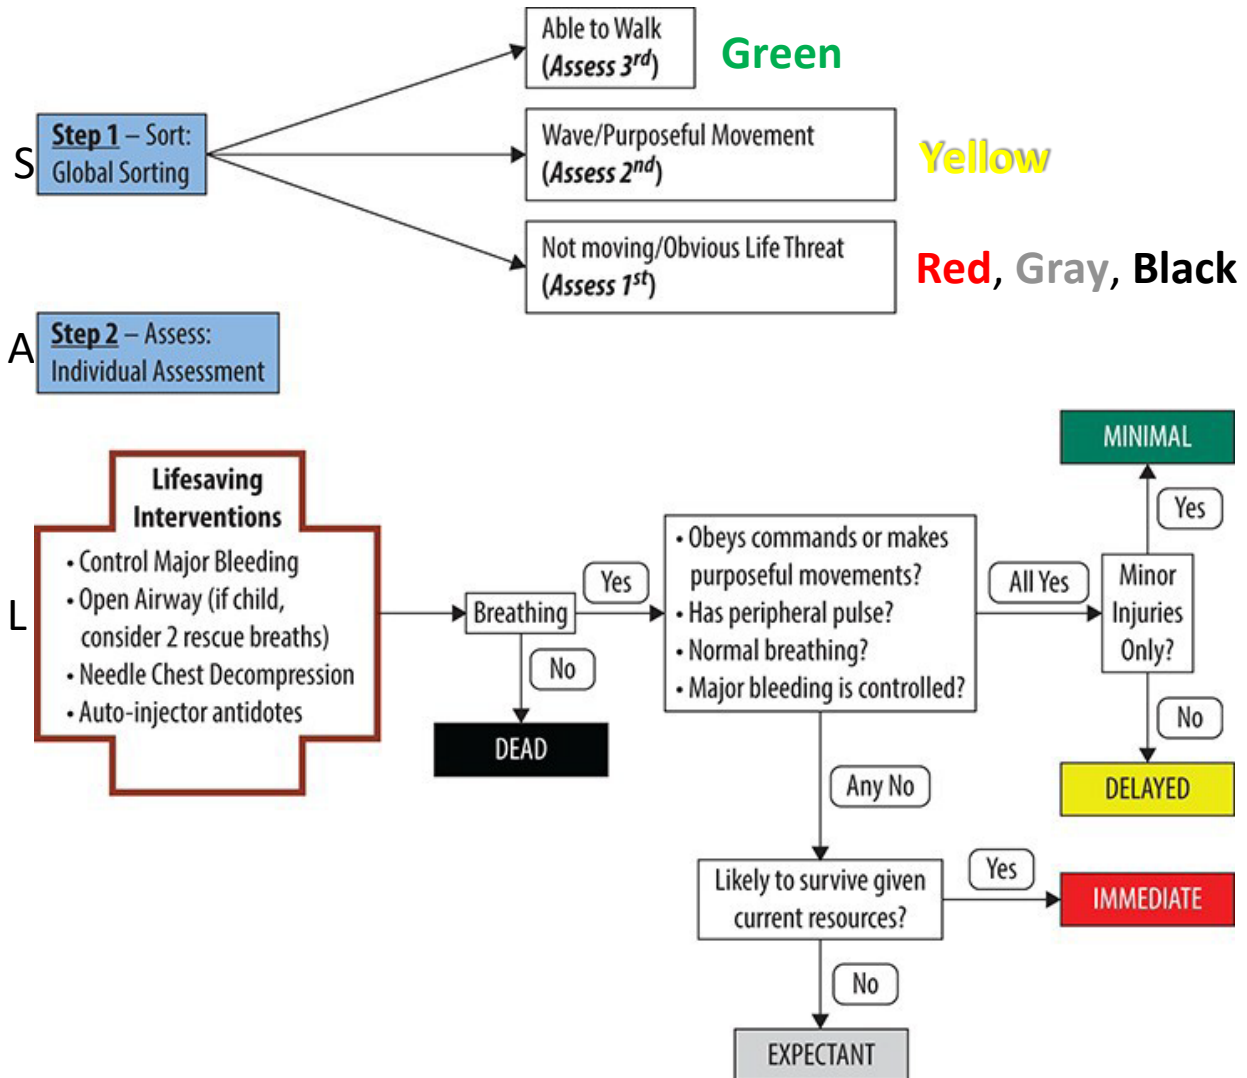 Able to Walk
(Assess 3rd)
Green
S
Step 1 – Sort:
Global Sorting
Wave/Purposeful Movement
(Assess 2nd)
Yellow
Not moving/Obvious Life Threat
(Assess 1st)
Red, Gray, Black
A
Step 2 – Assess:
Individual Assessment
L
Lifesaving
Interventions
• Control Major Bleeding
• Open Airway (if child,
consider 2 rescue breaths)
• Needle Chest Decompression
• Auto-injector antidotes
Breathing
Yes
No
DEAD
• Obeys commands or makes
purposeful movements?
• Has peripheral pulse?
• Normal breathing?
• Major bleeding is controlled?
All Yes
Minor
Injuries
Only?
Yes
MINIMAL
No
DELAYED
Any No
Likely to survive given
current resources?
Yes
IMMEDIATE
No
EXPECTANT